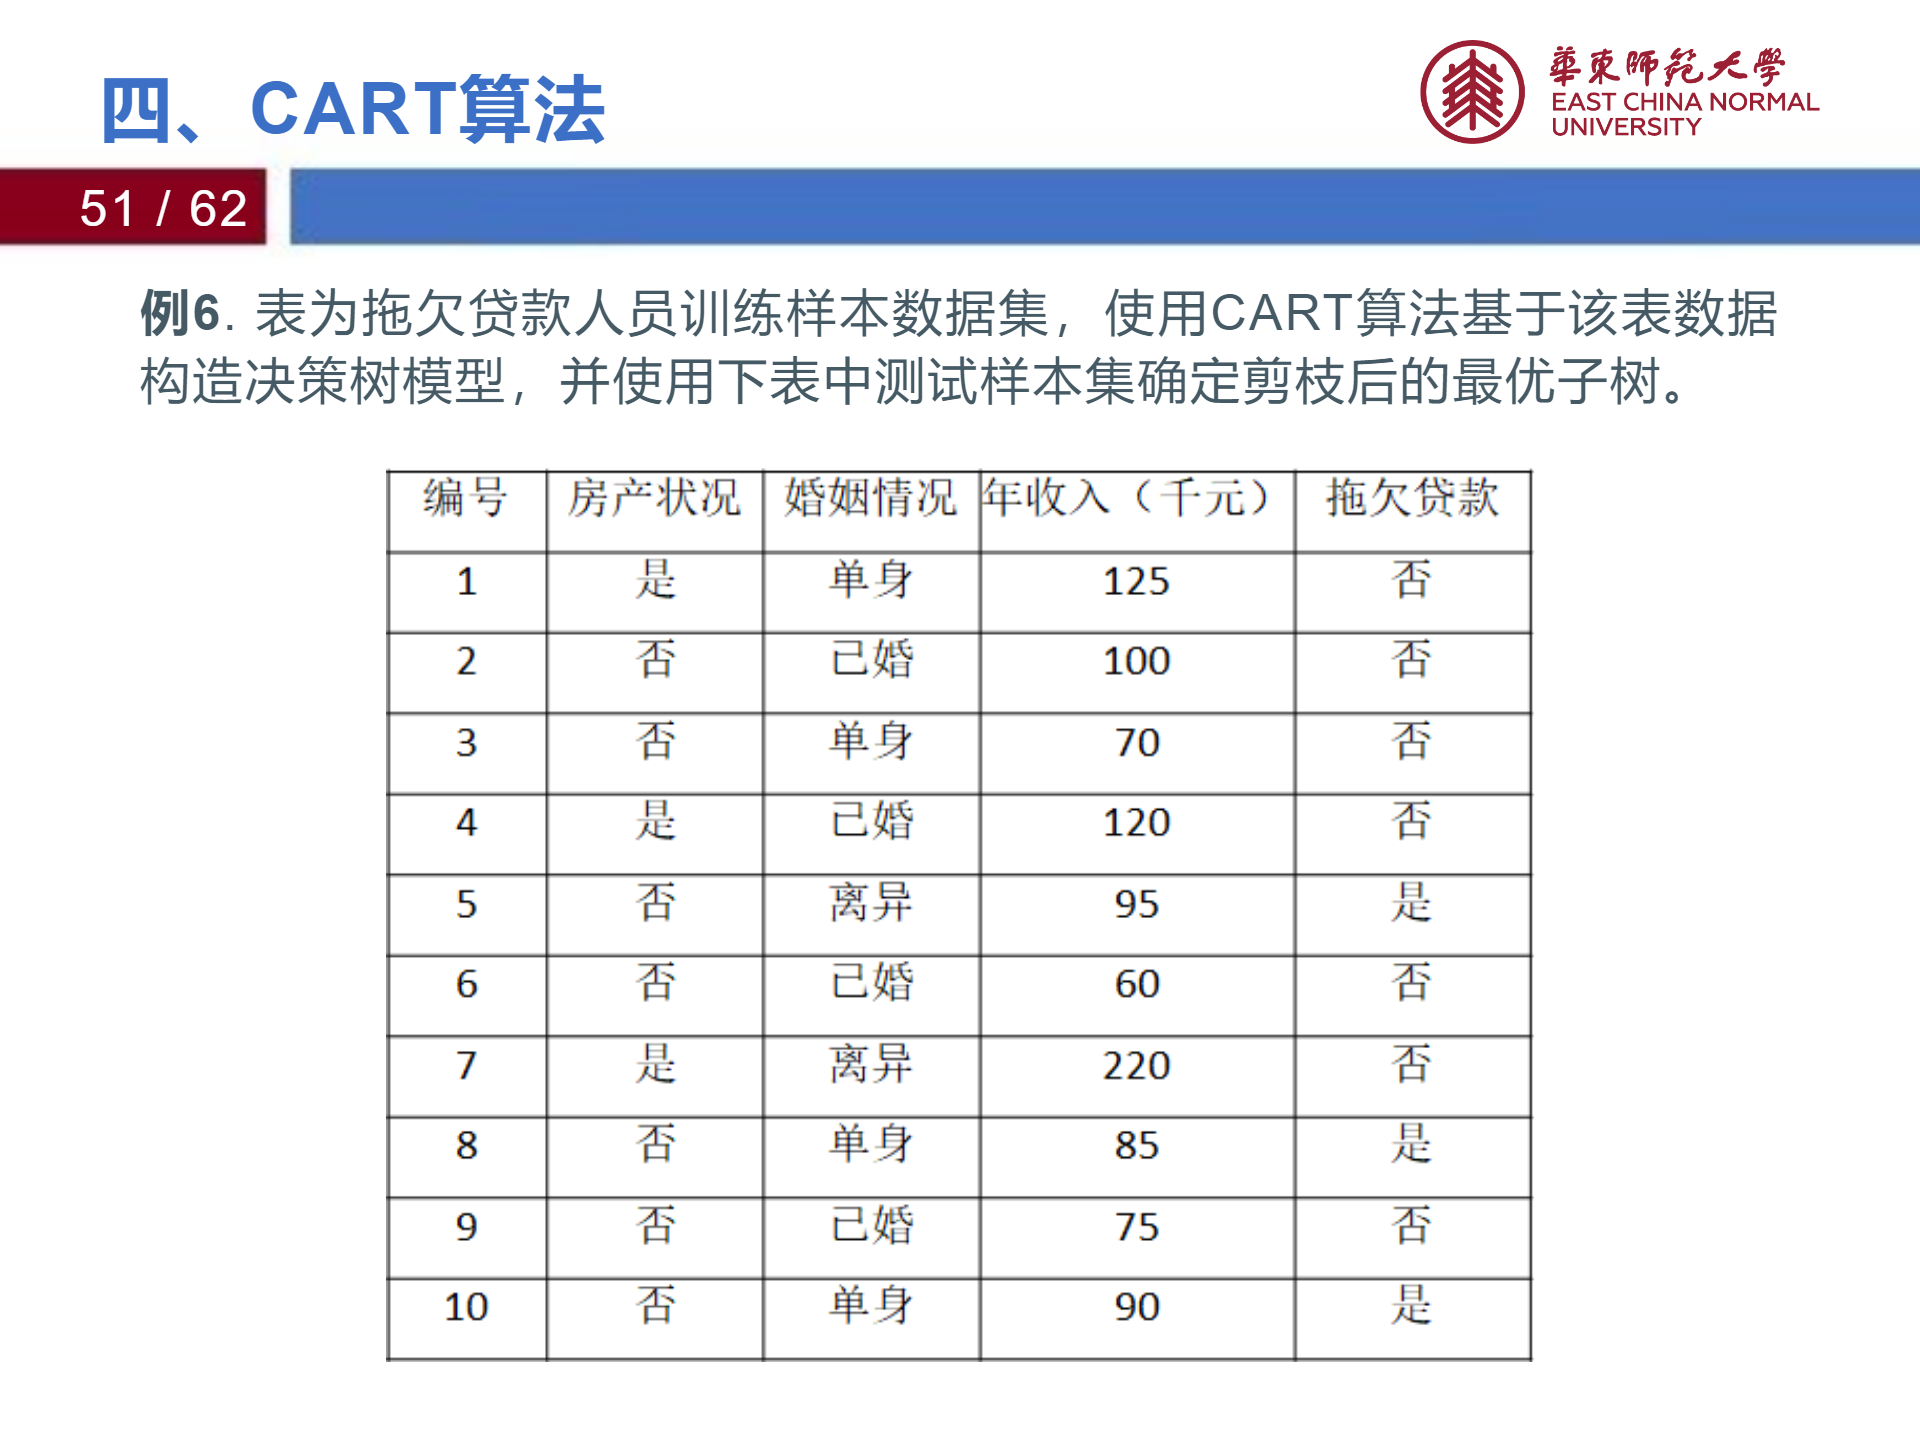 四、CART算法
華東師範大學
EAST CHINA NORMAL
UNIVERSITY
51 / 62
例6. 表为拖欠贷款人员训练样本数据集，使用CART算法基于该表数据
构造决策树模型，并使用下表中测试样本集确定剪枝后的最优子树。
编号 房产状况 婚姻情况 年收入（千元） 拖欠贷款
1 是 单身 125 否
2 否 已婚 100 否
3 否 单身 70 否
4 是 已婚 120 否
5 否 离异 95 是
6 否 已婚 60 否
7 是 离异 220 否
8 否 单身 85 是
9 否 已婚 75 否
10 否 单身 90 是